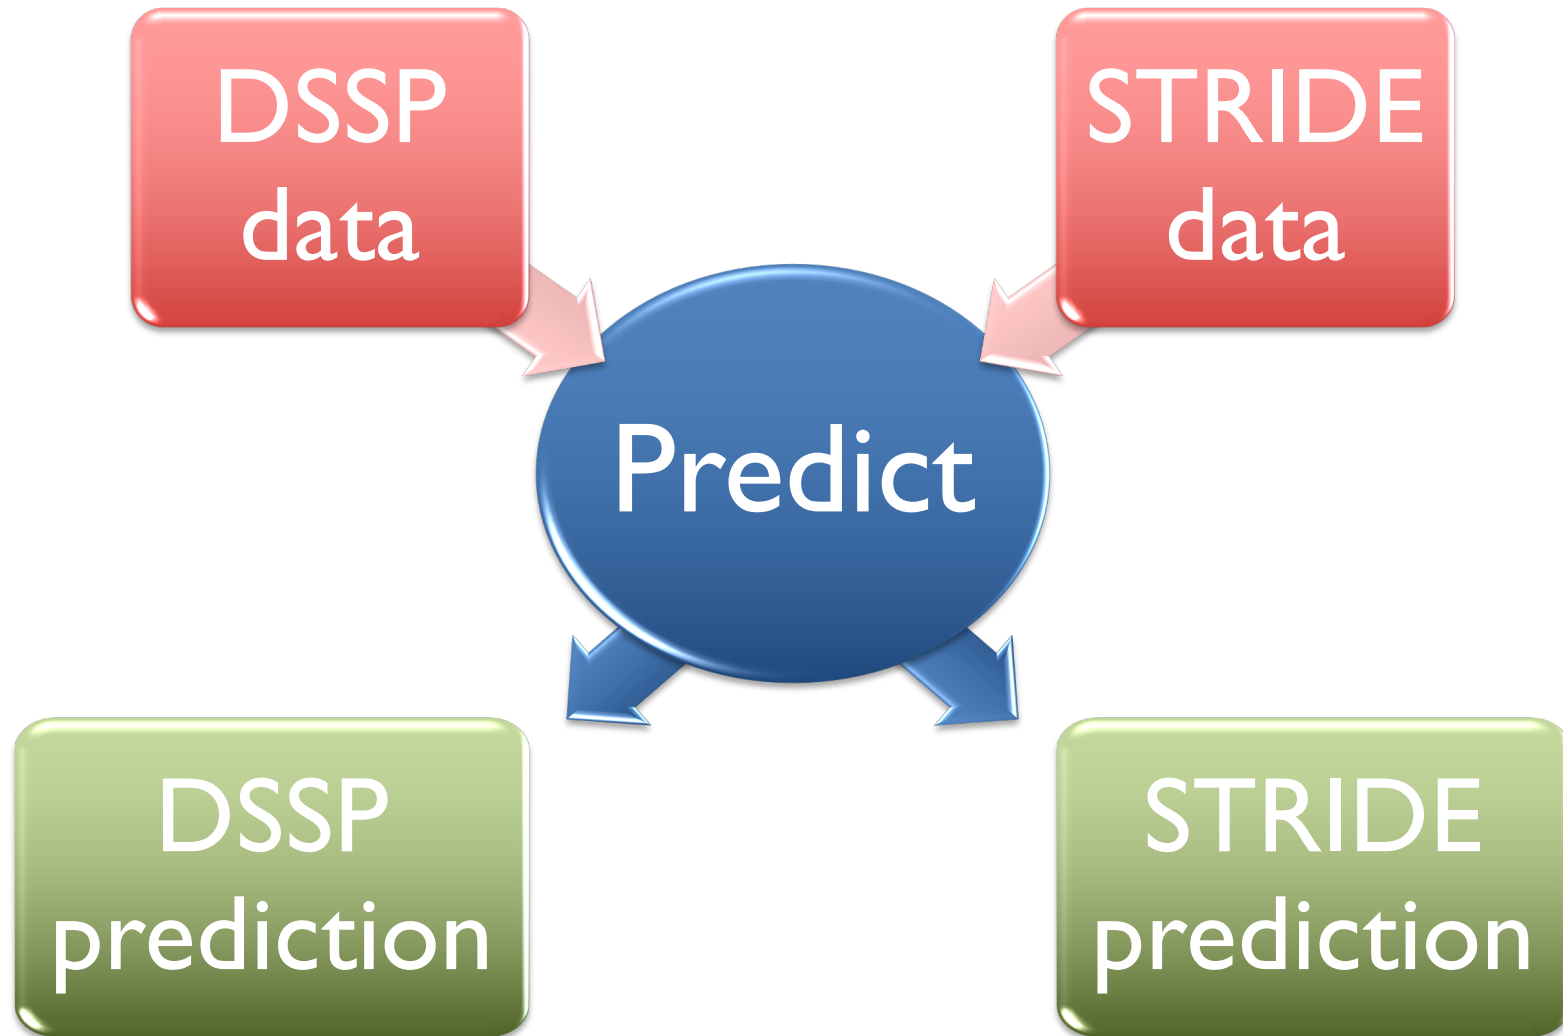 DSSP
data
STRIDE
data
Predict
DSSP
prediction
STRIDE
prediction